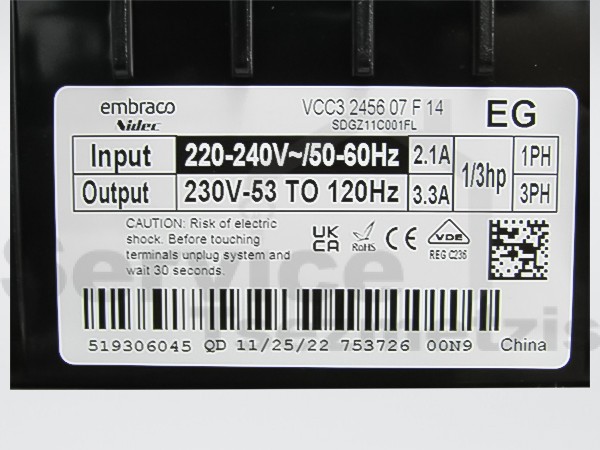 embraco VCC3 2456 07 F 14 EG
Nidec SDGZ11C001FL
Input 220-240V~/50-60Hz 2.1A 1/3hp 1PH
Output 230V-53 TO 120Hz 3.3A 3PH
CAUTION: Risk of electric
shock. Before touching
terminals unplug system and
wait 30 seconds.
UK
CA RoHS CE VDE
REG C236
519306045 QD 11/25/22 753726 00N9 China
Service